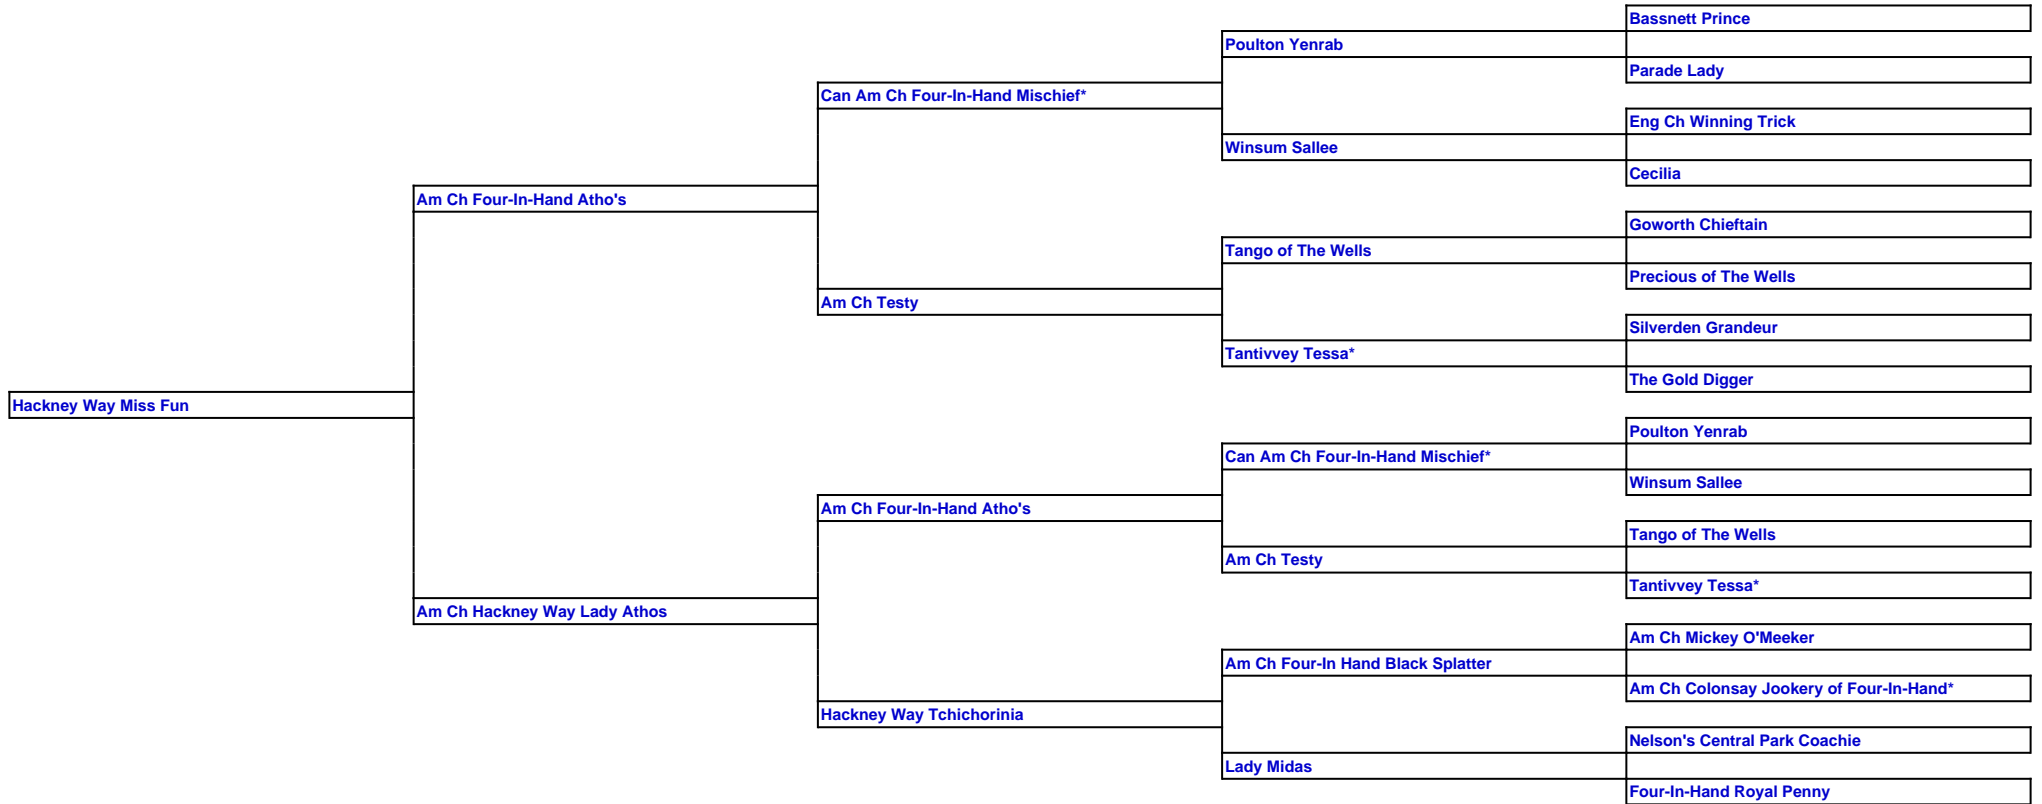 Bassnett Prince
Poulton Yenrab
Parade Lady
Can Am Ch Four-In-Hand Mischief*
Eng Ch Winning Trick
Winsum Sallee
Cecilia
Am Ch Four-In-Hand Atho's
Goworth Chieftain
Tango of The Wells
Precious of The Wells
Am Ch Testy
Silverden Grandeur
Tantivvey Tessa*
The Gold Digger
Hackney Way Miss Fun
Poulton Yenrab
Can Am Ch Four-In-Hand Mischief*
Winsum Sallee
Am Ch Four-In-Hand Atho's
Tango of The Wells
Am Ch Testy
Tantivvey Tessa*
Am Ch Hackney Way Lady Athos
Am Ch Mickey O'Meeker
Am Ch Four-In Hand Black Splatter
Am Ch Colonsay Jookery of Four-In-Hand*
Hackney Way Tchichorinia
Nelson's Central Park Coachie
Lady Midas
Four-In-Hand Royal Penny